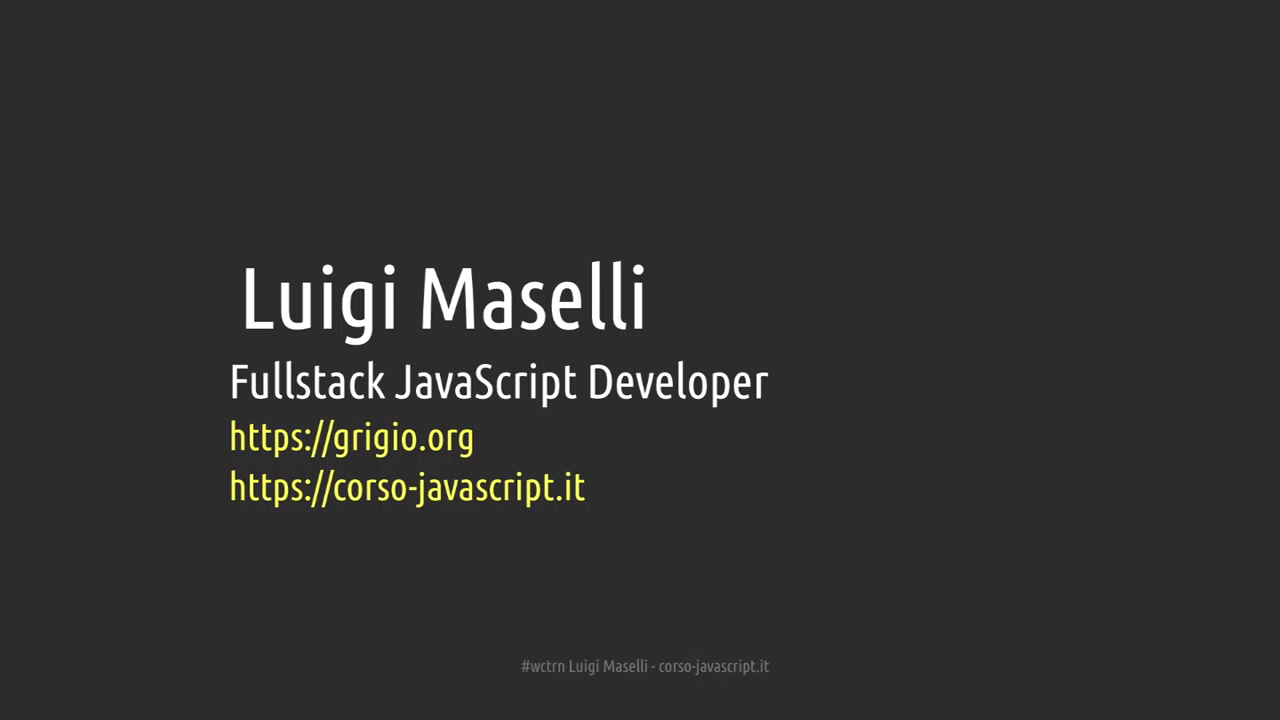 Luigi Maselli
Fullstack JavaScript Developer
https://grigio.org
https://corso-javascript.it
#wctrn Luigi Maselli - corso-javascript.it